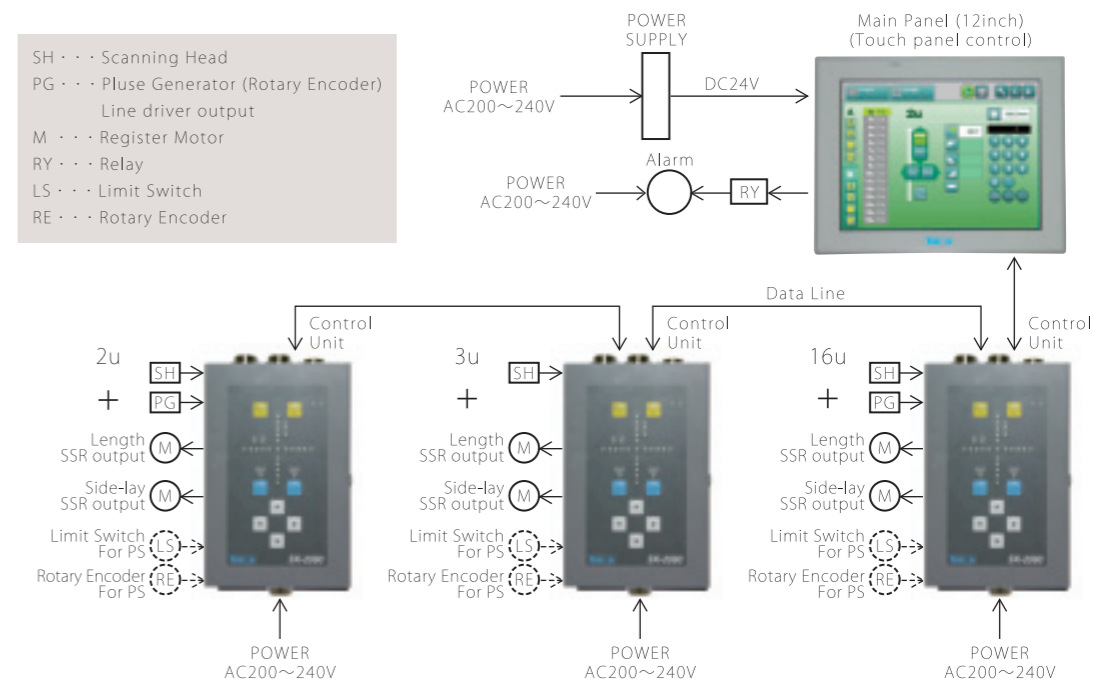 SH・・・Scanning Head
PG・・・Pluse Generator (Rotary Encoder)
Line driver output
M・・・Register Motor
RY・・・Relay
LS・・・Limit Switch
RE・・・Rotary Encoder
POWER
SUPPLY
POWER
AC200～240V
DC24V
Main Panel (12inch)
(Touch panel control)
2u
Alarm
POWER
AC200～240V
RY
Data Line
Control
Unit
Control
Unit
Control
Unit
2u
+
SH
PG
Length
SSR output
M
Side-lay
SSR output
M
Limit Switch
For PS
LS
Rotary Encoder
For PS
RE
POWER
AC200～240V
3u
+
SH
Length
SSR output
M
Side-lay
SSR output
M
Limit Switch
For PS
LS
Rotary Encoder
For PS
RE
POWER
AC200～240V
16u
+
SH
PG
Length
SSR output
M
Side-lay
SSR output
M
Limit Switch
For PS
LS
Rotary Encoder
For PS
RE
POWER
AC200～240V